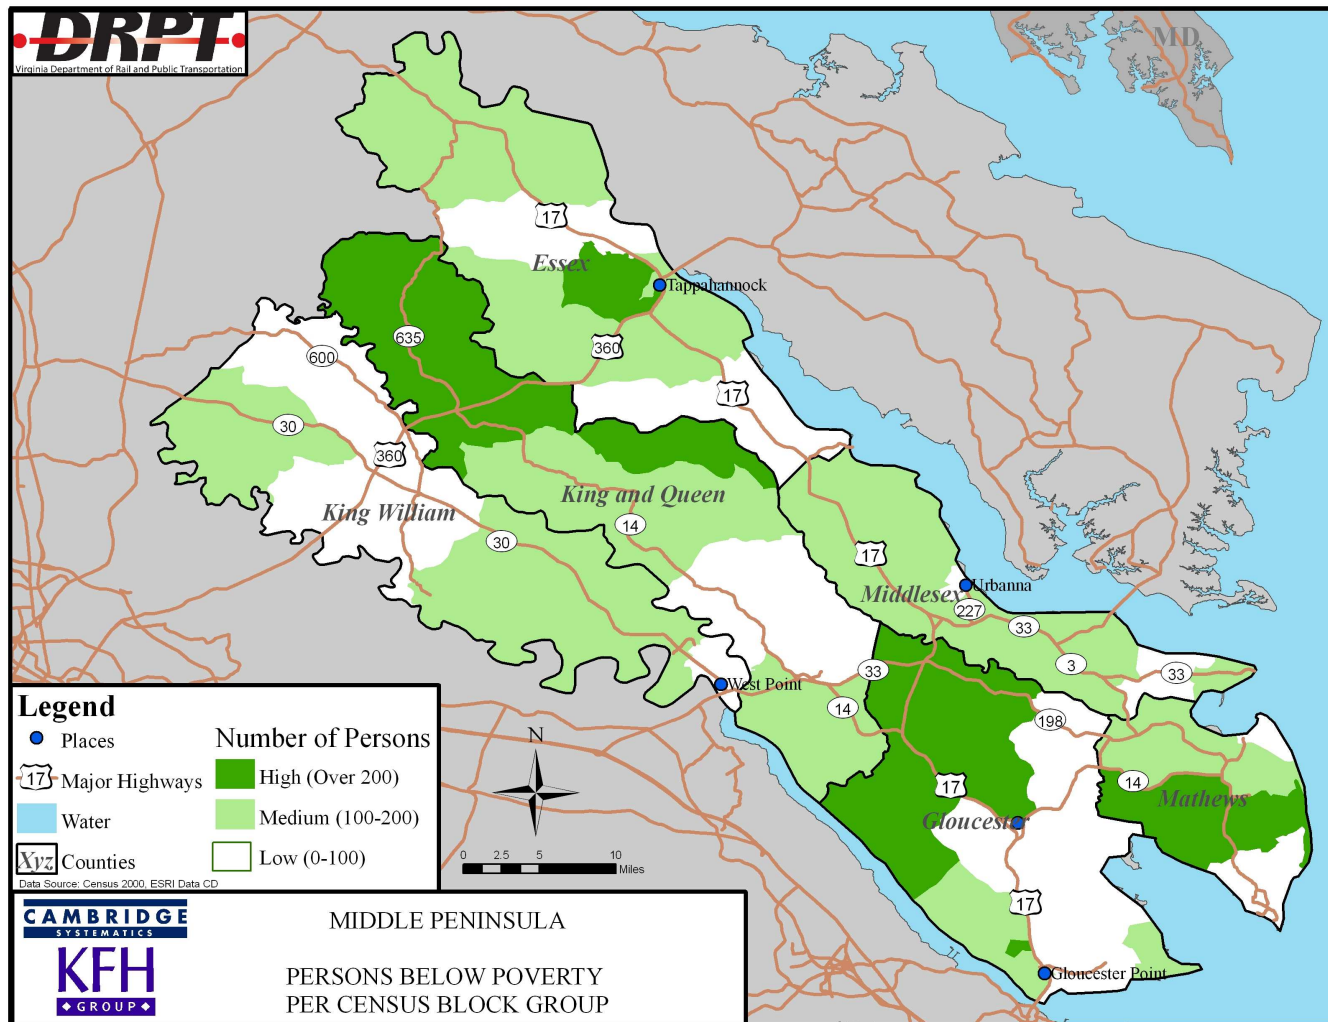 DRPT
Virginia Department of Rail and Public Transportation
MD
17
Essex
Tappahannock
635
600
360
17
30
360
King and Queen
King William
14
30
17
Urbanna
Middlesex
227
33
3
33
33
West Point
14
198
17
14
Mathews
Gloucester
17
Gloucester Point
N
0 2.5 5 10
Miles
Legend
Places
17 Major Highways
Water
Xyz Counties
Number of Persons
High (Over 200)
Medium (100-200)
Low (0-100)
Data Source: Census 2000, ESRI Data CD
CAMBRIDGE
SYSTEMATICS
KFH
GROUP
MIDDLE PENINSULA
PERSONS BELOW POVERTY
PER CENSUS BLOCK GROUP